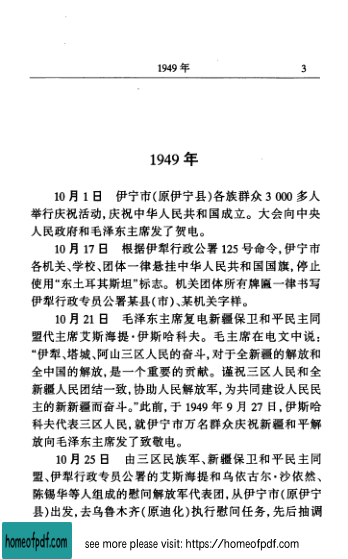 1949 年 3
1949 年
10 月 1 日 伊宁市(原伊宁县)各族群众 3 000 多人
举行庆祝活动,庆祝中华人民共和国成立。大会向中央
人民政府和毛泽东主席发了贺电。
10 月 17 日 根据伊犁行政公署 125 号命令,伊宁市
各机关、学校、团体一律悬挂中华人民共和国国旗,停止
使用“东土耳其斯坦”标志。机关团体所有牌匾一律书写
伊犁行政专员公署某县(市)、某机关字样。
10 月 21 日 毛泽东主席复电新疆保卫和平民主同
盟代主席艾斯海提·伊斯哈科夫。毛主席在电文中说:
“伊犁、塔城、阿山三区人民的奋斗,对于全新疆的解放和
全中国的解放,是一个重要的贡献。谨祝三区人民和全
新疆人民团结一致,协助人民解放军,为共同建设人民民
主的新新疆而奋斗。”此前,于 1949 年 9 月 27 日,伊斯哈
科夫代表三区人民,就伊宁市万名群众庆祝新疆和平解
放向毛泽东主席发了致敬电。
10 月 25 日 由三区民族军、新疆保卫和平民主同
盟、伊犁行政专员公署的艾斯海提和乌依古尔·沙依然、
陈锡华等人组成的慰问解放军代表团,从伊宁市(原伊宁
县)出发,去乌鲁木齐(原迪化)执行慰问任务,先后抽调
homeofpdf.com see more please visit: https://homeofpdf.com